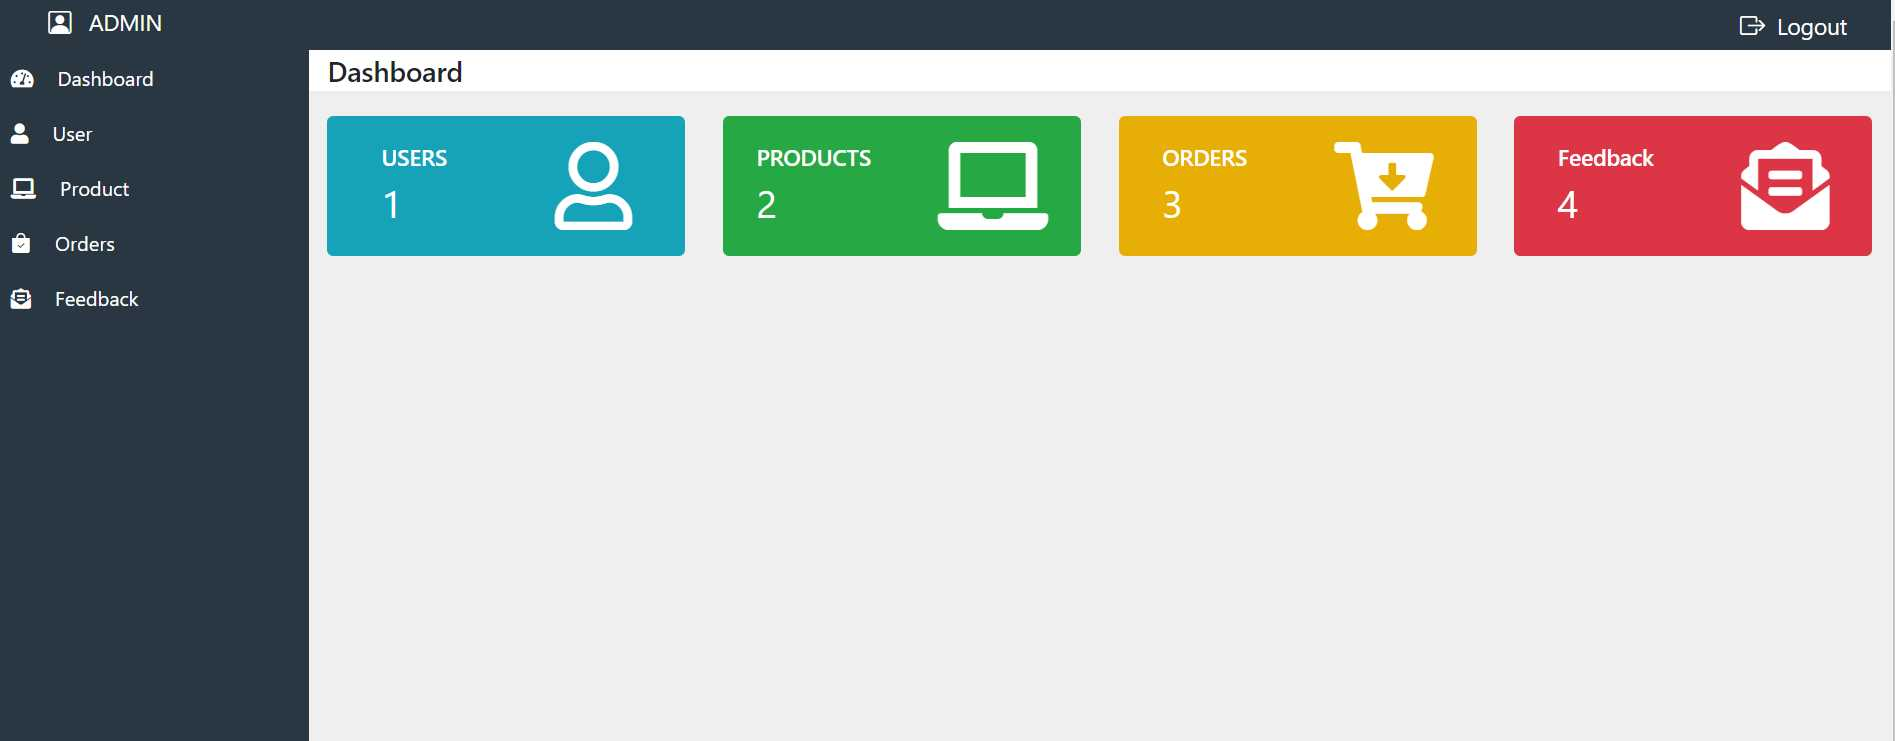 ADMIN
Logout
Dashboard
User
Product
Orders
Feedback
Dashboard
USERS
1
PRODUCTS
2
ORDERS
3
Feedback
4